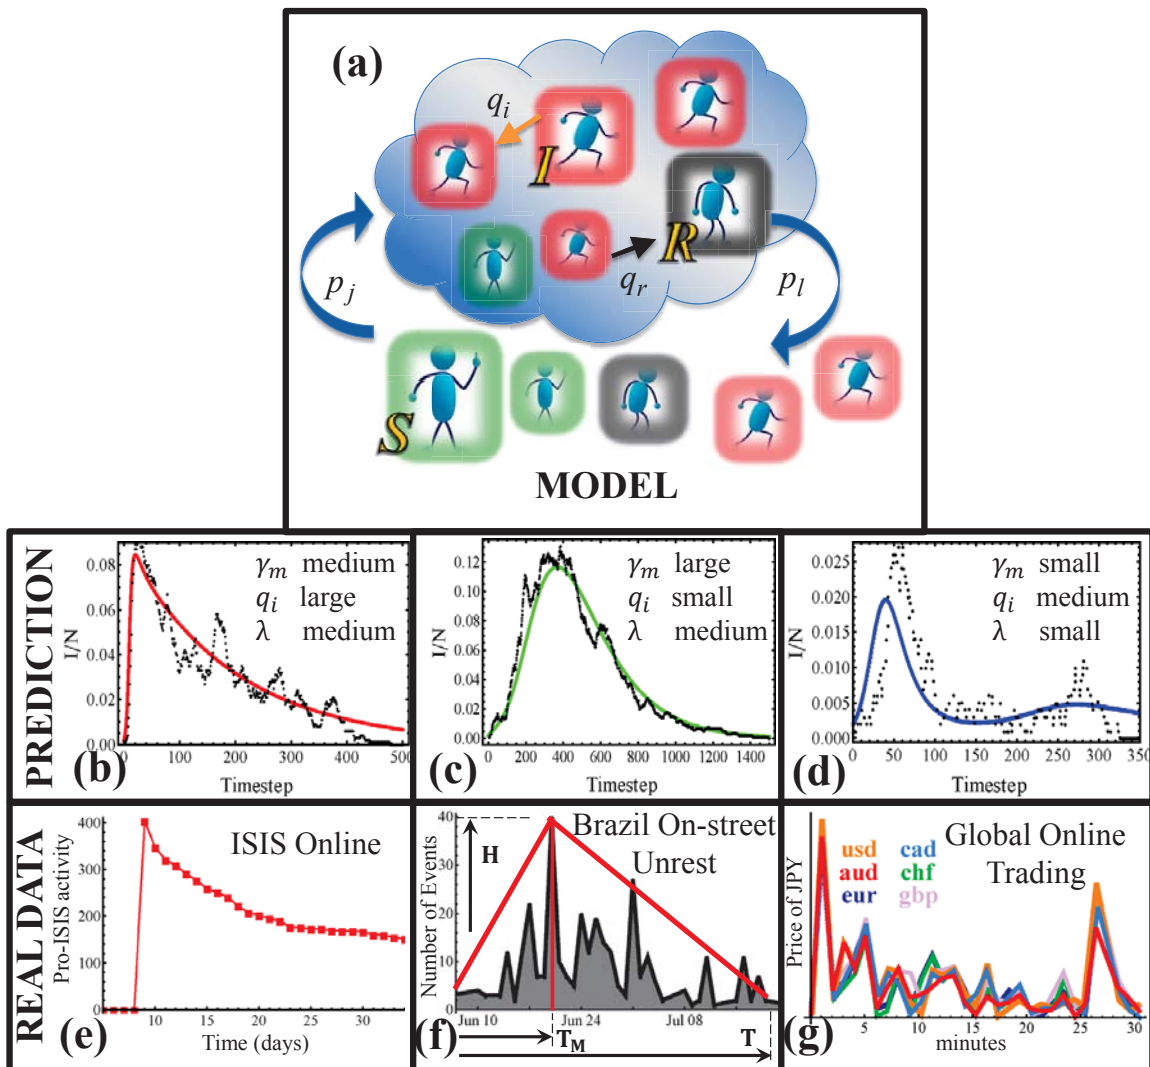 (a)
q_i
I
R
q_r
p_j
p_l
S
MODEL
PREDICTION
I/N
0.08
0.06
0.04
0.02
0.00
γ_m medium
q_i large
λ medium
0 100 200 300 400 500
Timestep
(b)
I/N
0.12
0.10
0.08
0.06
0.04
0.02
0.00
γ_m large
q_i small
λ medium
0 200 400 600 800 1000 1200 1400
Timestep
(c)
I/N
0.025
0.020
0.015
0.010
0.005
0.000
γ_m small
q_i medium
λ small
0 50 100 150 200 250 300 350
Timestep
(d)
REAL DATA
Pro-ISIS activity
400
300
200
100
0
ISIS Online
10 15 20 25 30
Time (days)
(e)
Number of Events
40
30
20
10
0
H
Brazil On-street
Unrest
Jun 10 Jun 24 Jul 08
T_M
T
(f)
Price of JPY
Global Online
Trading
usd cad
aud chf
eur gbp
5 10 15 20 25 30
minutes
(g)